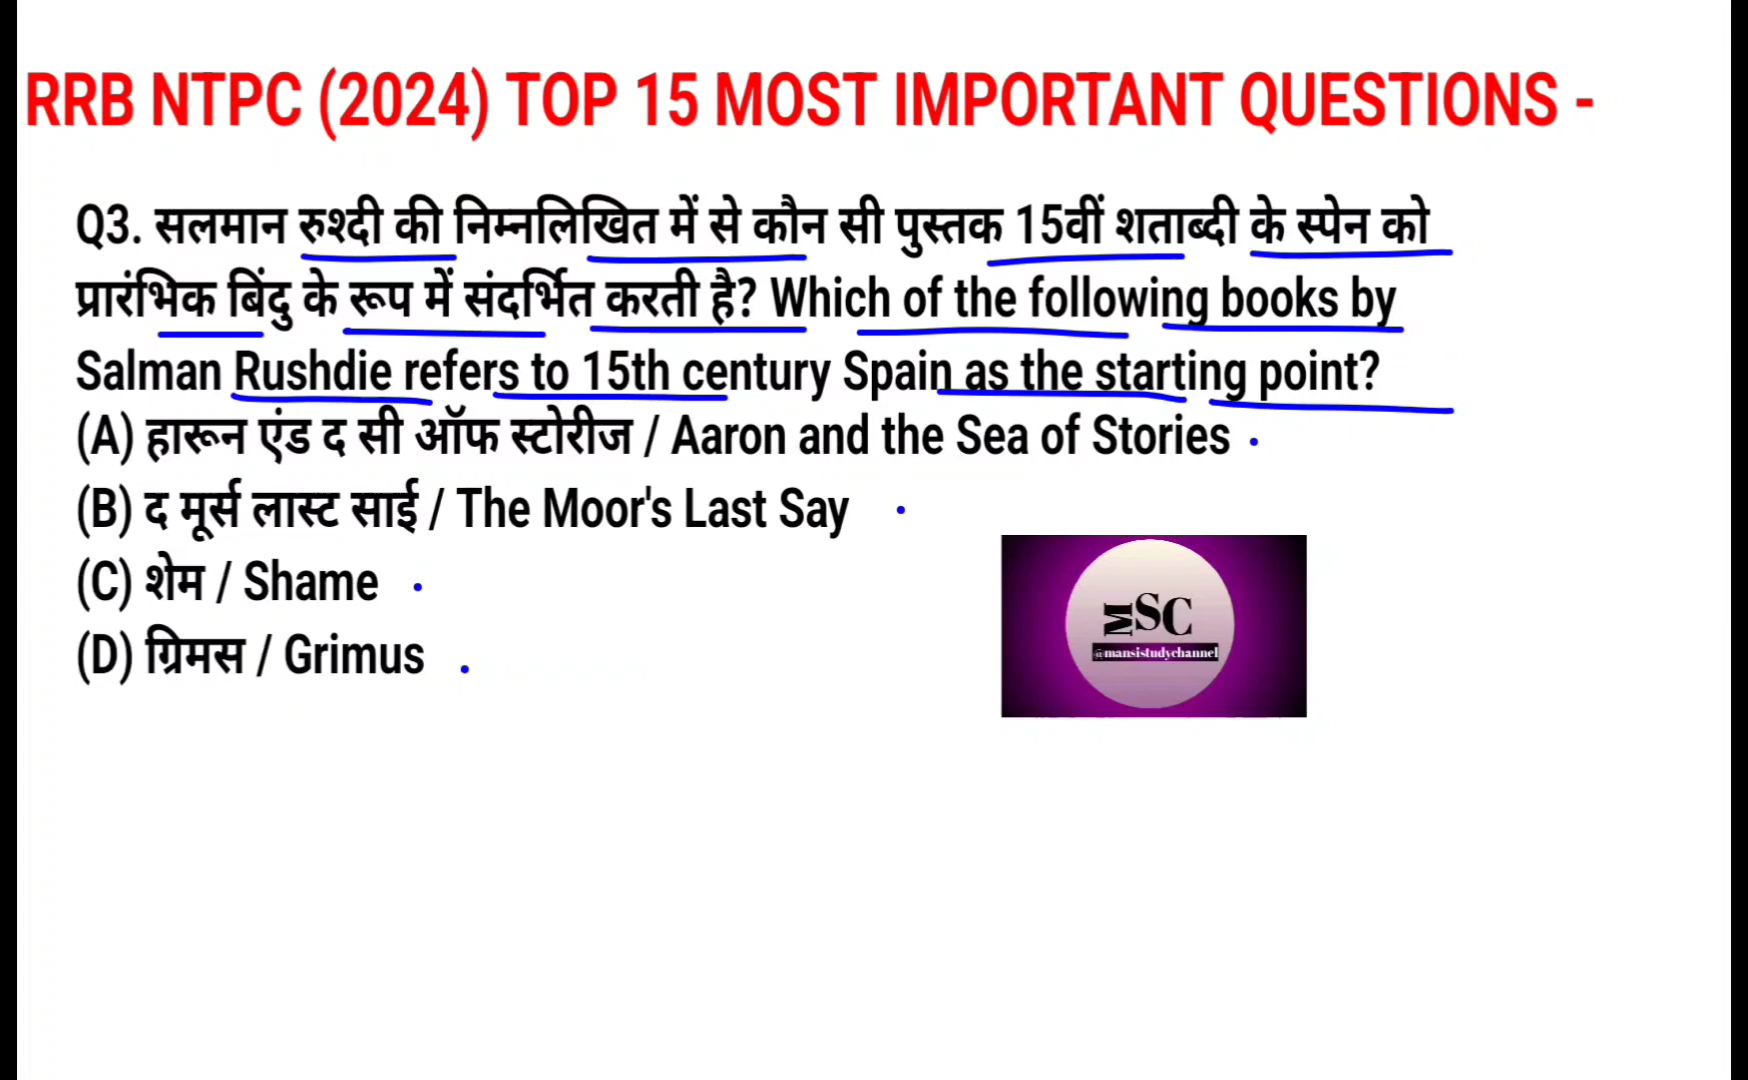 RRB NTPC (2024) TOP 15 MOST IMPORTANT QUESTIONS -
Q3. सलमान रुश्दी की निम्नलिखित में से कौन सी पुस्तक 15वीं शताब्दी के स्पेन को
प्रारंभिक बिंदु के रूप में संदर्भित करती है? Which of the following books by
Salman Rushdie refers to 15th century Spain as the starting point?
(A) हारून एंड द सी ऑफ स्टोरीज / Aaron and the Sea of Stories
(B) द मूर्स लास्ट साई / The Moor's Last Say
(C) शेम / Shame
(D) ग्रिमस / Grimus
MSC
@mansistudychannel